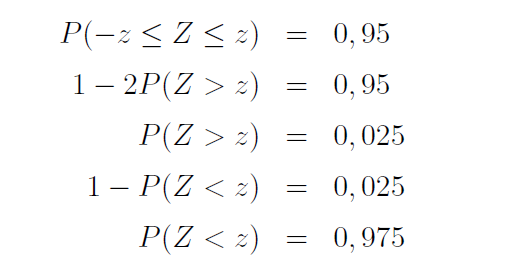 P(−z ≤ Z ≤ z) = 0,95
1 − 2P(Z > z) = 0,95
P(Z > z) = 0,025
1 − P(Z < z) = 0,025
P(Z < z) = 0,975